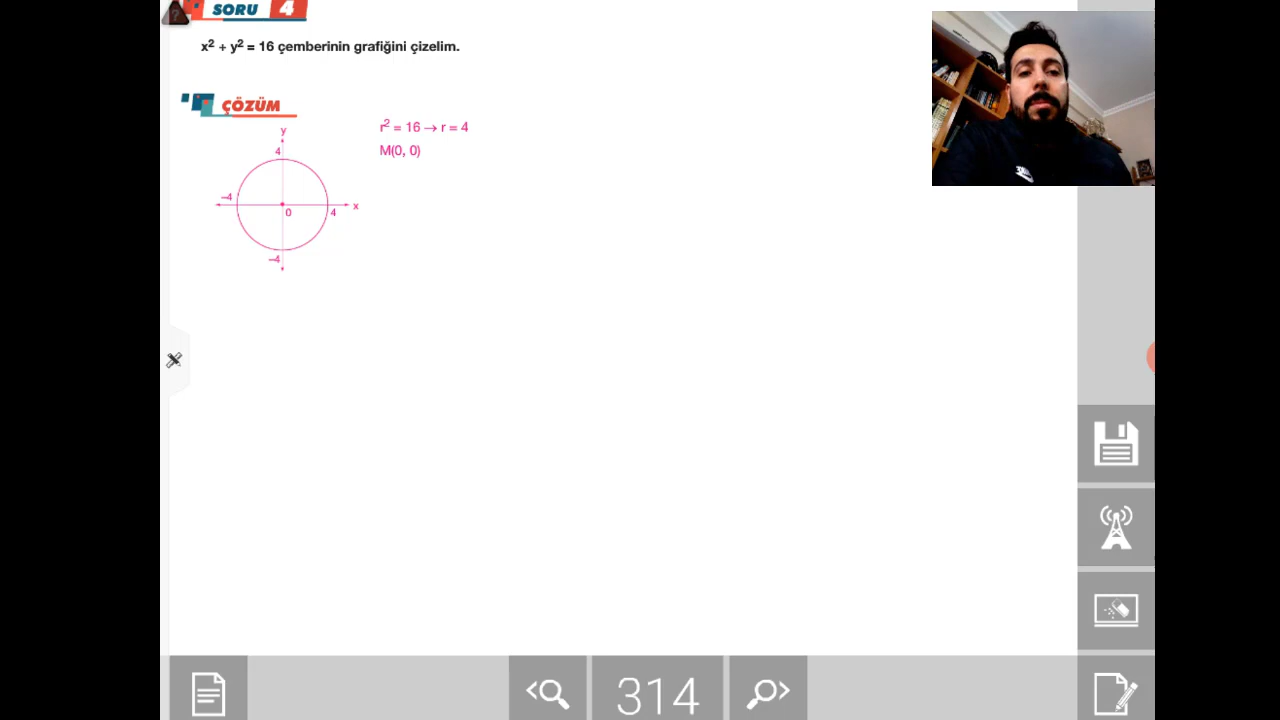 SORU 4
x² + y² = 16 çemberinin grafiğini çizelim.
ÇÖZÜM
r² = 16 → r = 4
M(0, 0)
y
4
–4
x
0
4
–4
314